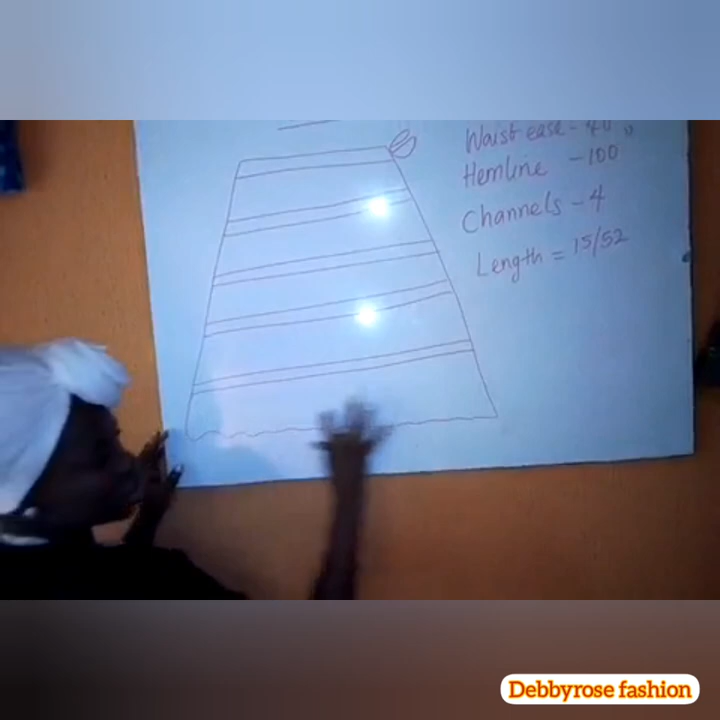 Waist ease - 40"
Hemline - 100
Channels - 4
Length = 15/52
Debbyrose fashion